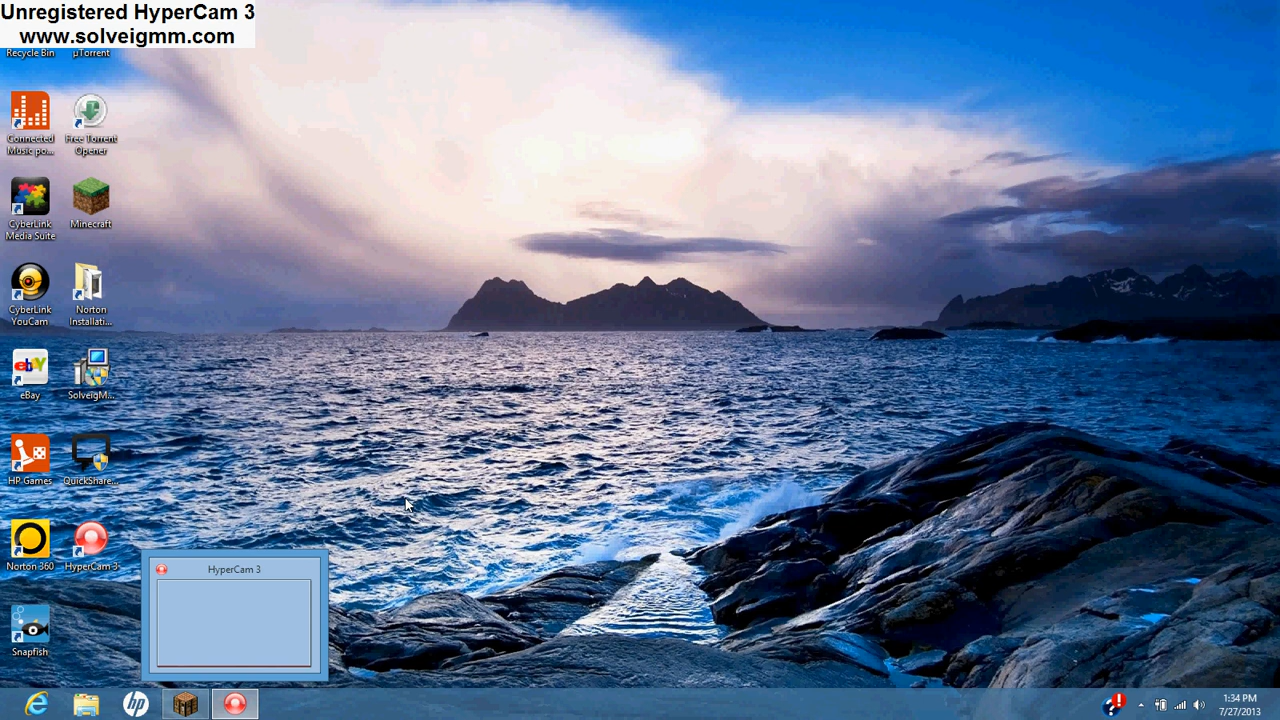 Unregistered HyperCam 3
www.solveigmm.com
Recycle Bin
µTorrent
Connected
Music po...
Free Torrent
Opener
CyberLink
Media Suite
Minecraft
CyberLink
YouCam
Norton
Installati...
ebY
eBay
SolveigM...
HP Games
QuickShare...
Norton 360
HyperCam 3
Snapfish
HyperCam 3
hp
1:34 PM
7/27/2013